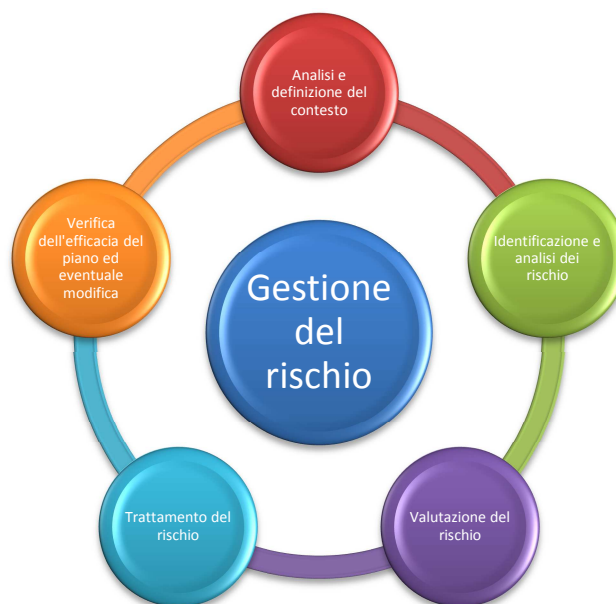 Analisi e
definizione del
contesto
Identificazione e
analisi dei
rischio
Valutazione del
rischio
Trattamento del
rischio
Verifica
dell'efficacia del
piano ed
eventuale
modifica
Gestione
del
rischio